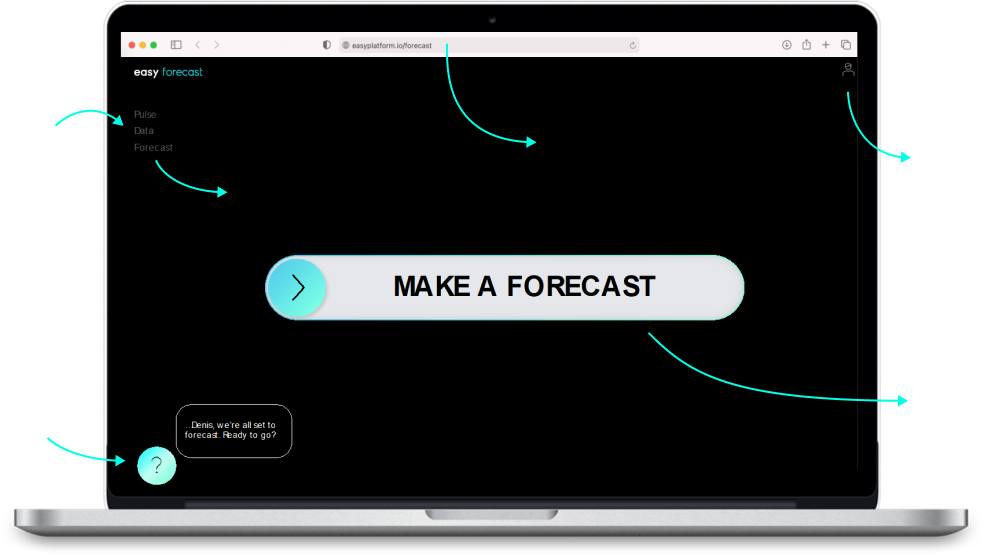 easyplatform.io/forecast
easy forecast
Pulse
Data
Forecast
MAKE A FORECAST
...Denis, we're all set to
forecast. Ready to go?
?